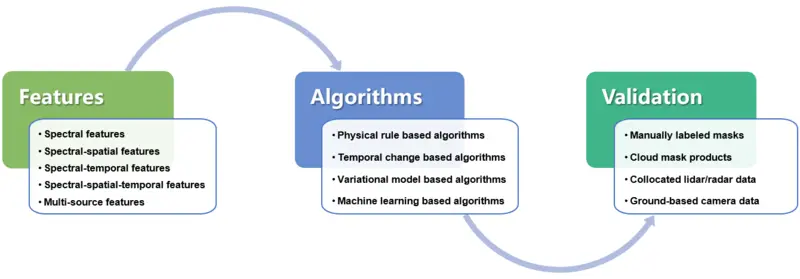 Features
• Spectral features
• Spectral-spatial features
• Spectral-temporal features
• Spectral-spatial-temporal features
• Multi-source features
Algorithms
• Physical rule based algorithms
• Temporal change based algorithms
• Variational model based algorithms
• Machine learning based algorithms
Validation
• Manually labeled masks
• Cloud mask products
• Collocated lidar/radar data
• Ground-based camera data